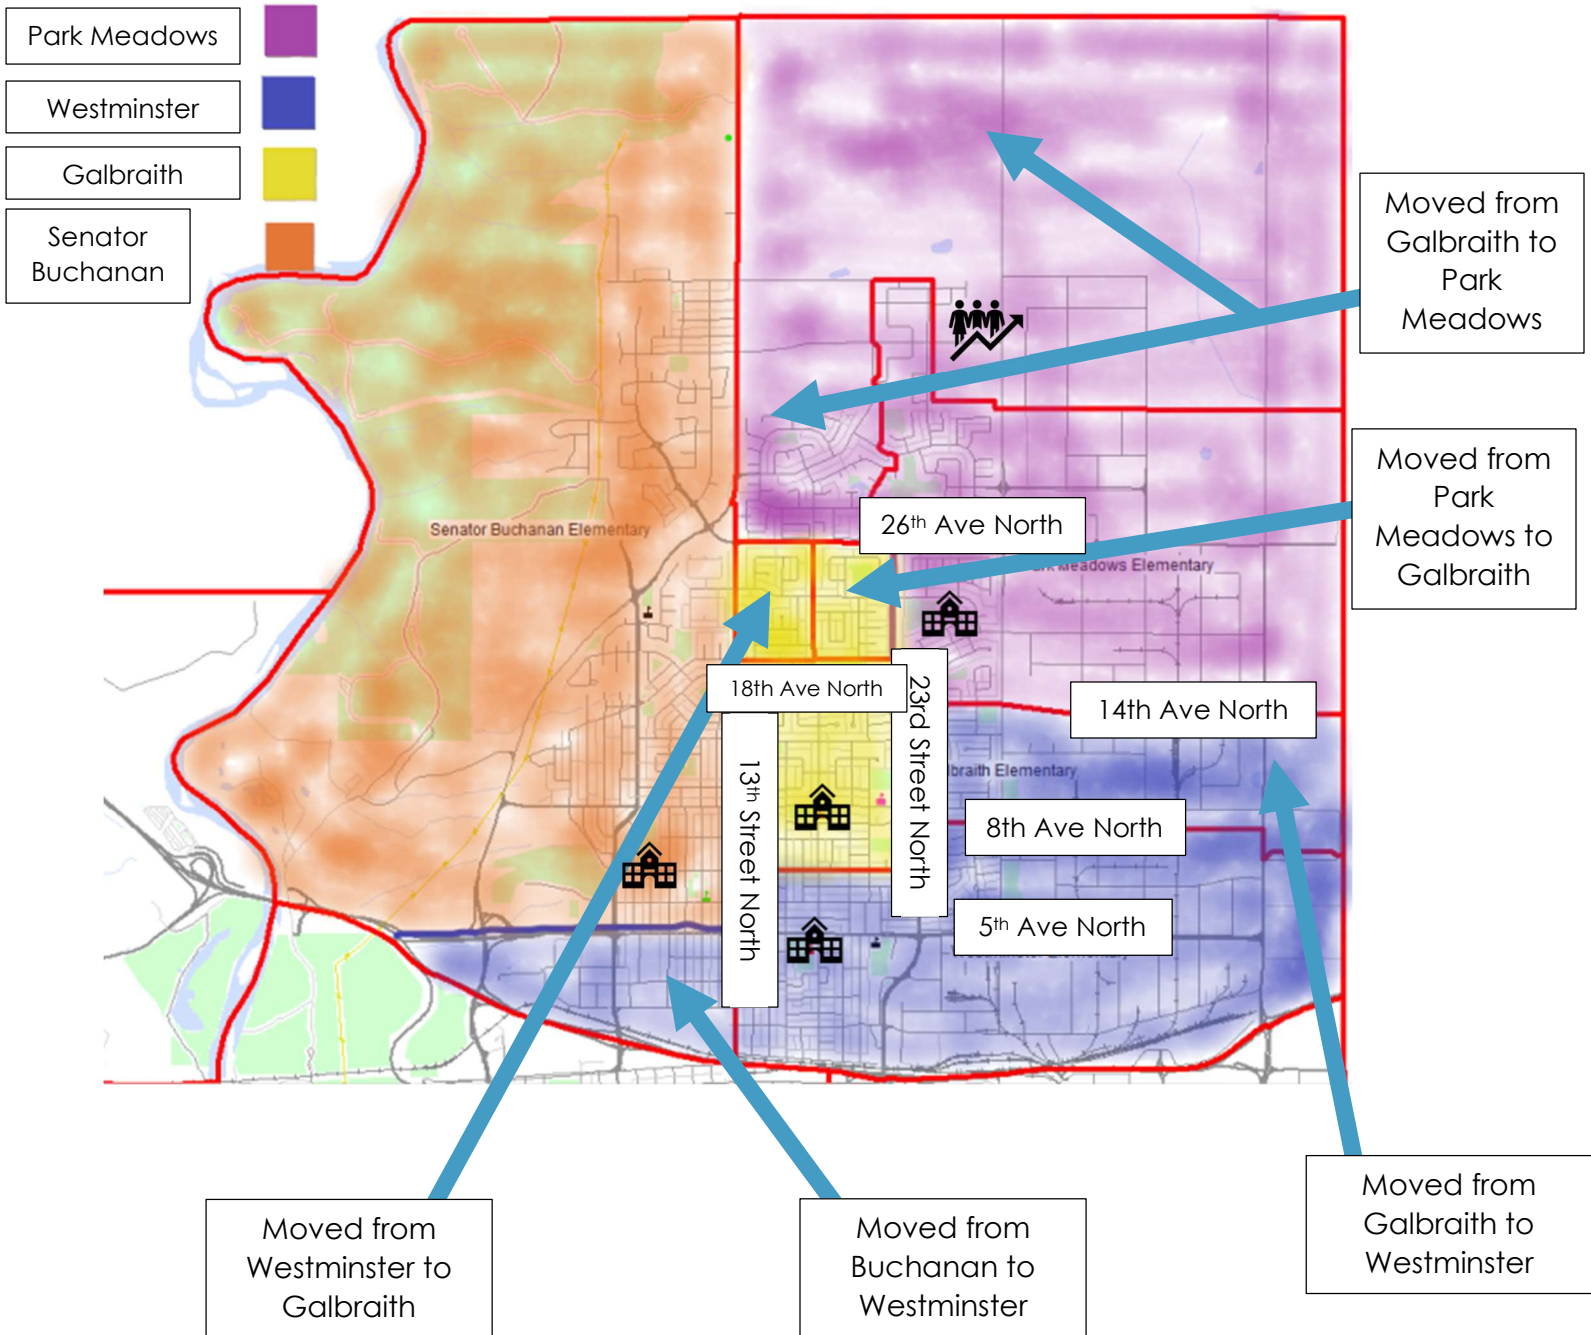 Park Meadows
Westminster
Galbraith
Senator
Buchanan
Moved from
Galbraith to
Park
Meadows
Moved from
Park
Meadows to
Galbraith
Senator Buchanan Elementary
26th Ave North
Meadows Elementary
18th Ave North
23rd Street North
14th Ave North
13th Street North
braith Elementary
8th Ave North
5th Ave North
Moved from
Westminster to
Galbraith
Moved from
Buchanan to
Westminster
Moved from
Galbraith to
Westminster